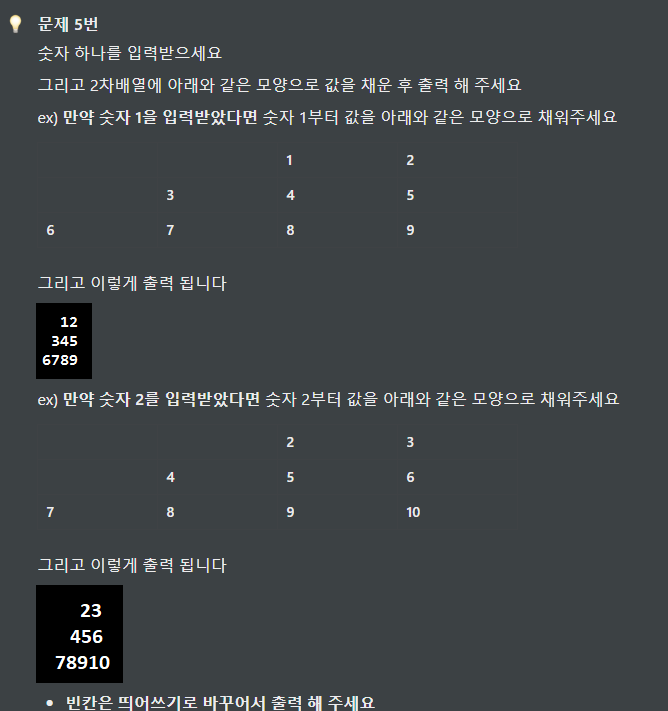 문제 5번
숫자 하나를 입력받으세요
그리고 2차배열에 아래와 같은 모양으로 값을 채운 후 출력 해 주세요
ex) 만약 숫자 1을 입력받았다면 숫자 1부터 값을 아래와 같은 모양으로 채워주세요
1 2
3 4 5
6 7 8 9
그리고 이렇게 출력 됩니다
12
345
6789
ex) 만약 숫자 2를 입력받았다면 숫자 2부터 값을 아래와 같은 모양으로 채워주세요
2 3
4 5 6
7 8 9 10
그리고 이렇게 출력 됩니다
23
456
78910
• 빈칸은 띄어쓰기로 바꾸어서 출력 해 주세요